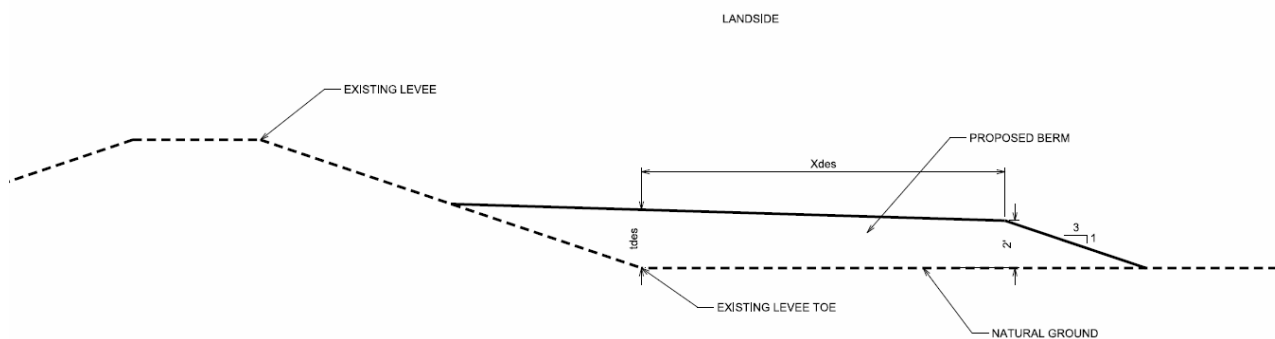 LANDSIDE
EXISTING LEVEE
PROPOSED BERM
Xdes
tdes
2'
3
1
EXISTING LEVEE TOE
NATURAL GROUND